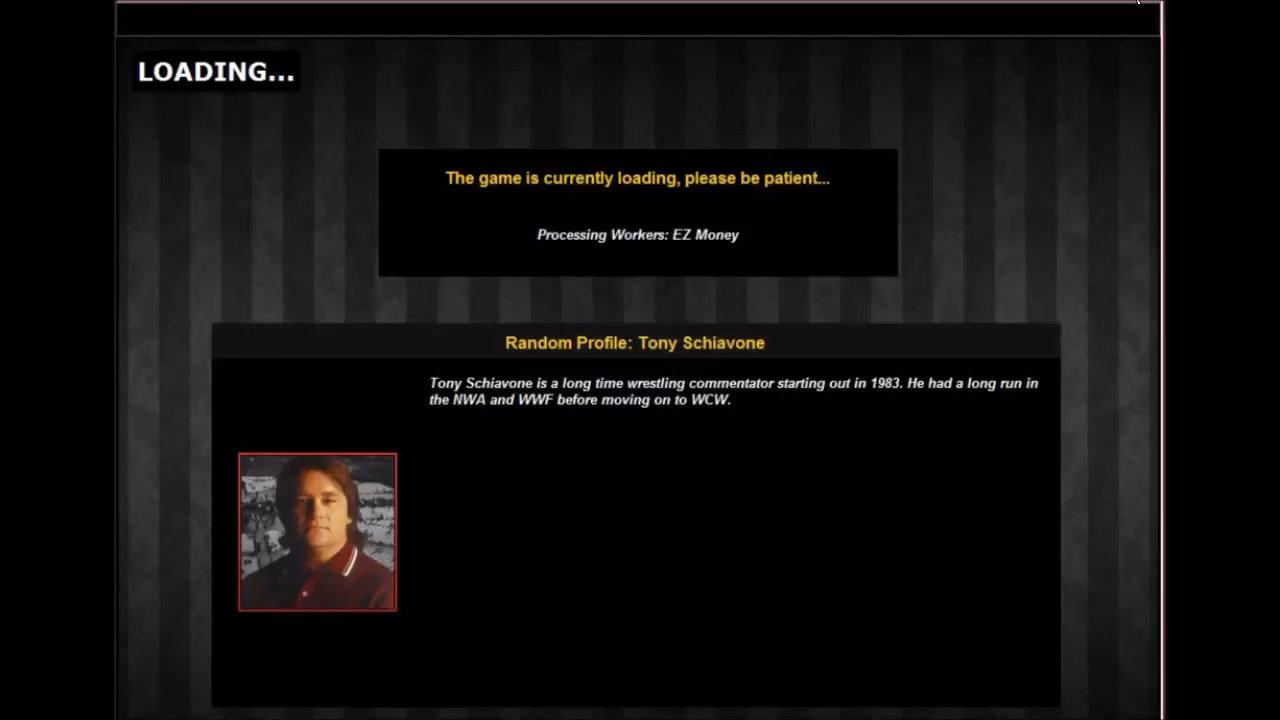 LOADING...
The game is currently loading, please be patient...
Processing Workers: EZ Money
Random Profile: Tony Schiavone
Tony Schiavone is a long time wrestling commentator starting out in 1983. He had a long run in
the NWA and WWF before moving on to WCW.